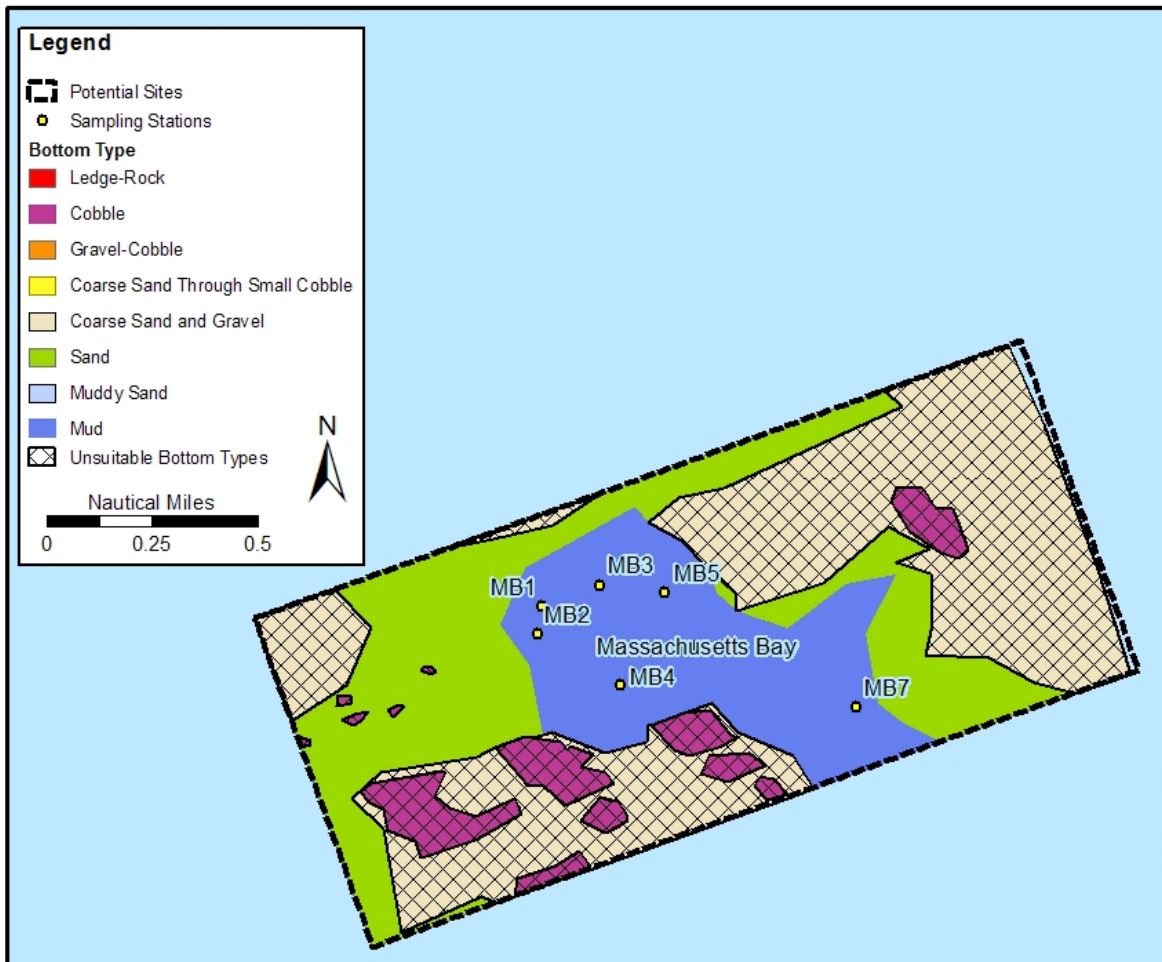 Legend
Potential Sites
Sampling Stations
Bottom Type
Ledge-Rock
Cobble
Gravel-Cobble
Coarse Sand Through Small Cobble
Coarse Sand and Gravel
Sand
Muddy Sand
Mud
Unsuitable Bottom Types
N
Nautical Miles
0 0.25 0.5
MB3
MB5
MB1
MB2
Massachusetts Bay
MB4
MB7